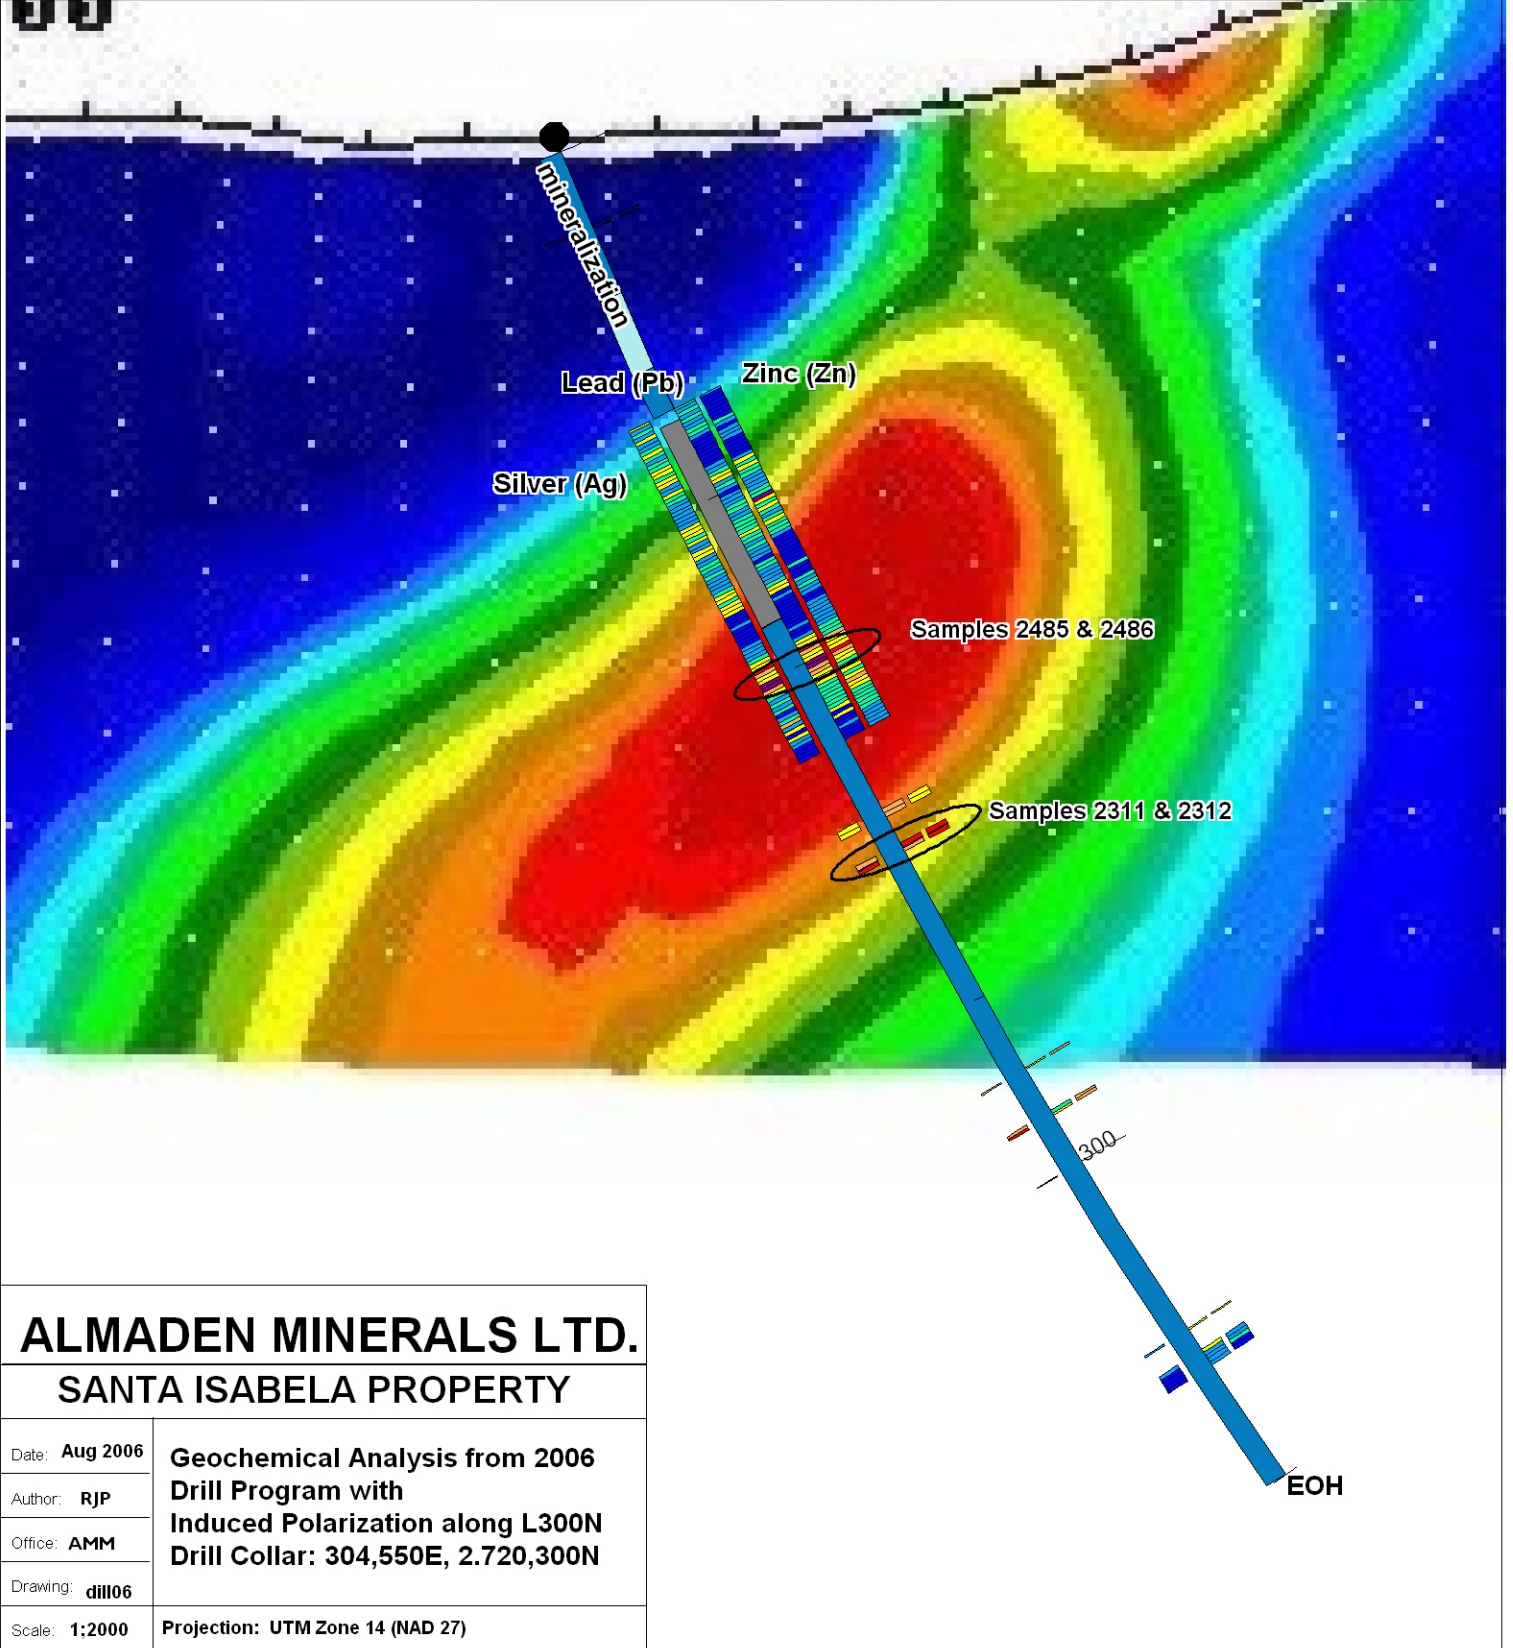 mineralization
Lead (Pb)
Zinc (Zn)
Silver (Ag)
Samples 2485 & 2486
Samples 2311 & 2312
300
EOH
ALMADEN MINERALS LTD.
SANTA ISABELA PROPERTY
Date: Aug 2006
Author: RJP
Office: AMM
Drawing: dill06
Scale: 1;2000
Geochemical Analysis from 2006
Drill Program with
Induced Polarization along L300N
Drill Collar: 304,550E, 2.720,300N
Projection: UTM Zone 14 (NAD 27)